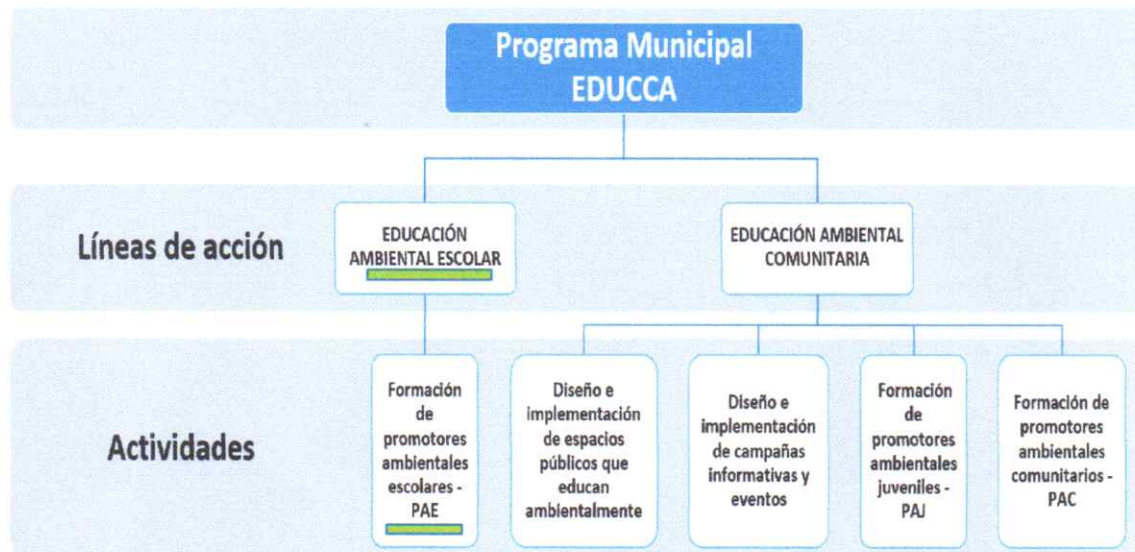 Programa Municipal
EDUCCA
Líneas de acción
EDUCACIÓN
AMBIENTAL ESCOLAR
EDUCACIÓN AMBIENTAL
COMUNITARIA
Actividades
Formación
de
promotores
ambientales
escolares -
PAE
Diseño e
implementación
de espacios
públicos que
educan
ambientalmente
Diseño e
implementación
de campañas
informativas y
eventos
Formación
de
promotores
ambientales
juveniles -
PAJ
Formación de
promotores
ambientales
comunitarios -
PAC